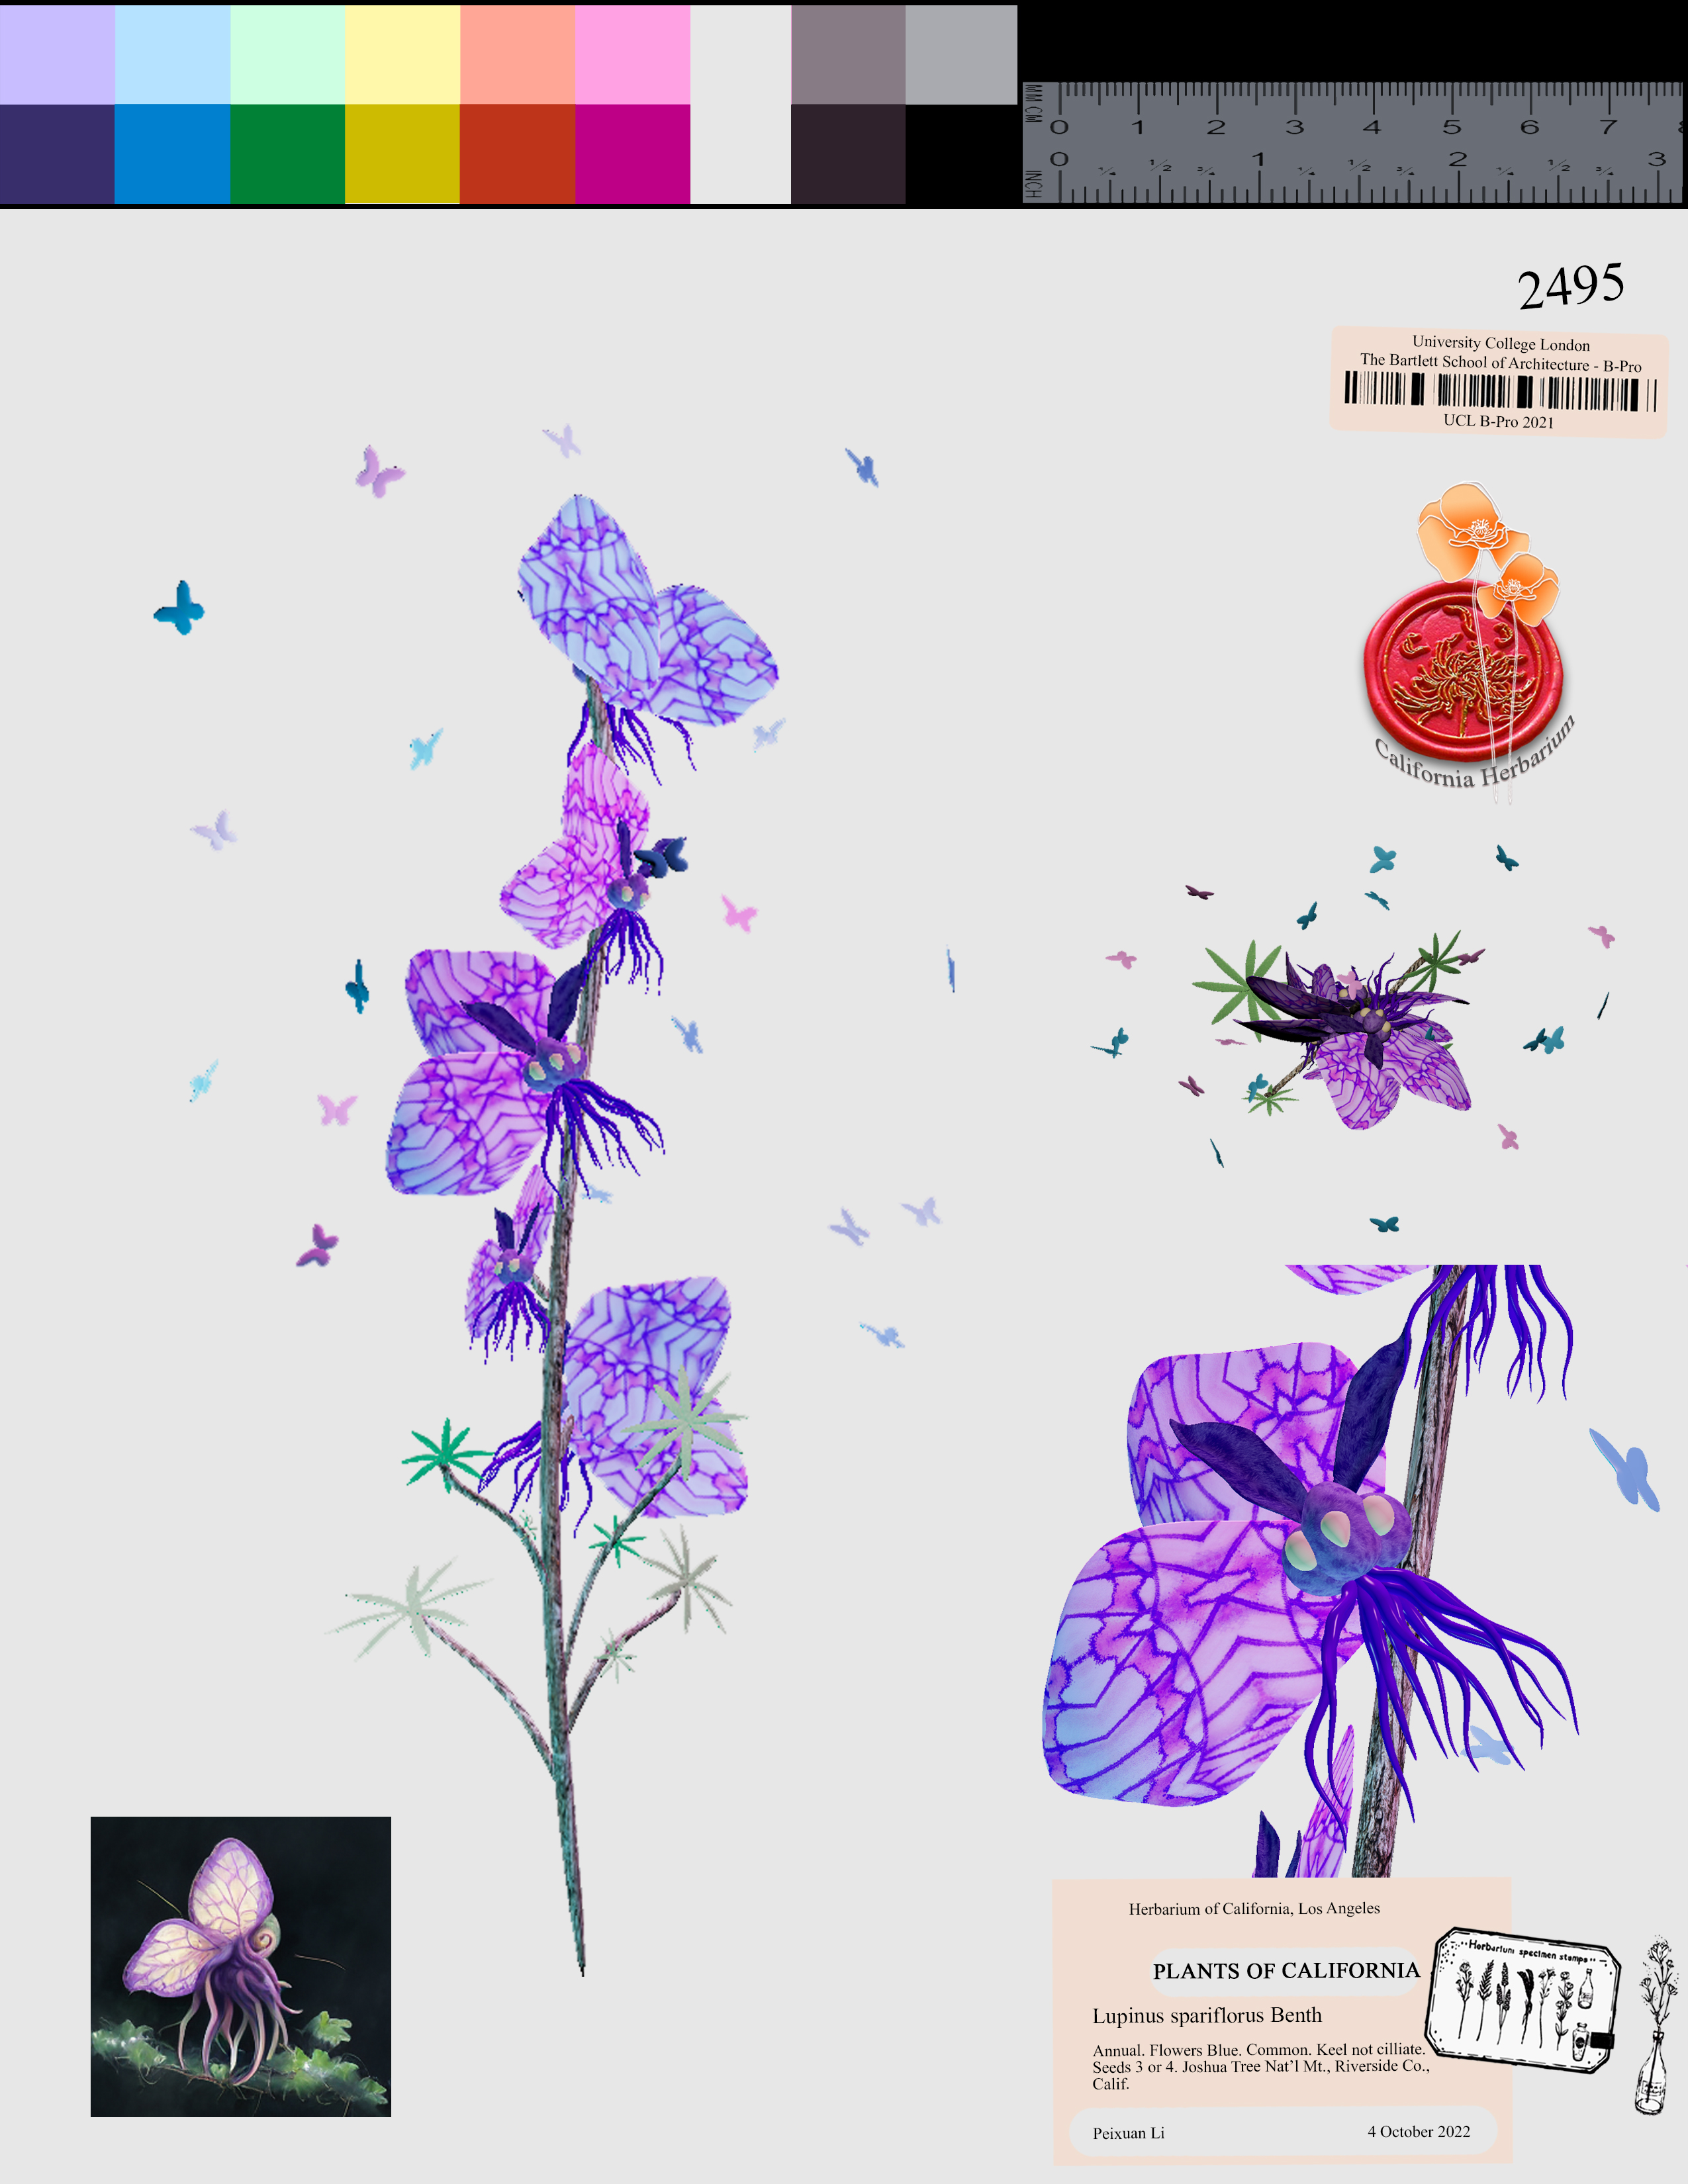 MM CM
0 1 2 3 4 5 6 7 8
0 ¼ ½ ¾ 1 ¼ ½ ¾ 2 ¼ ½ ¾ 3
INCH
2495
University College London
The Bartlett School of Architecture - B-Pro
UCL B-Pro 2021
California Herbarium
Herbarium of California, Los Angeles
PLANTS OF CALIFORNIA
Herbarium specimen stamps
Lupinus spariflorus Benth
Annual. Flowers Blue. Common. Keel not cilliate.
Seeds 3 or 4. Joshua Tree Nat'l Mt., Riverside Co.,
Calif.
Peixuan Li
4 October 2022